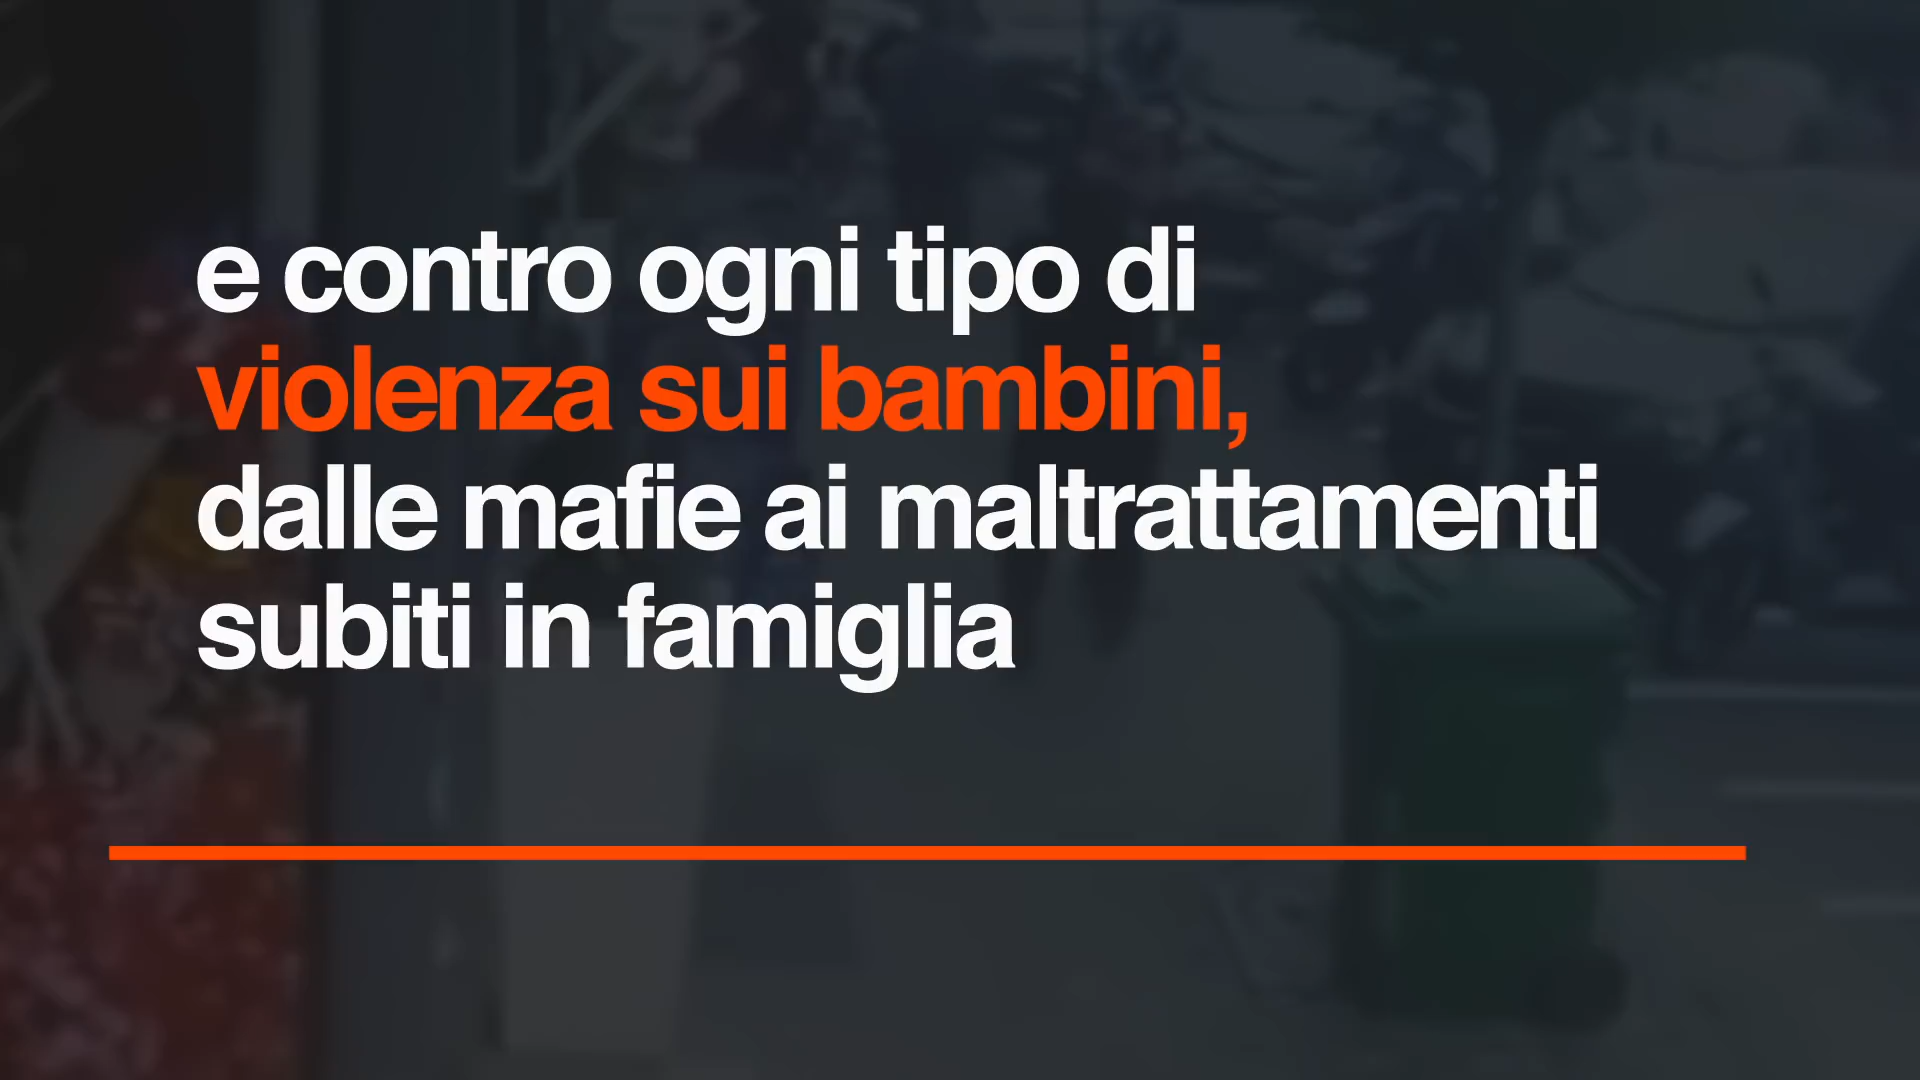 e contro ogni tipo di
violenza sui bambini,
dalle mafie ai maltrattamenti
subiti in famiglia